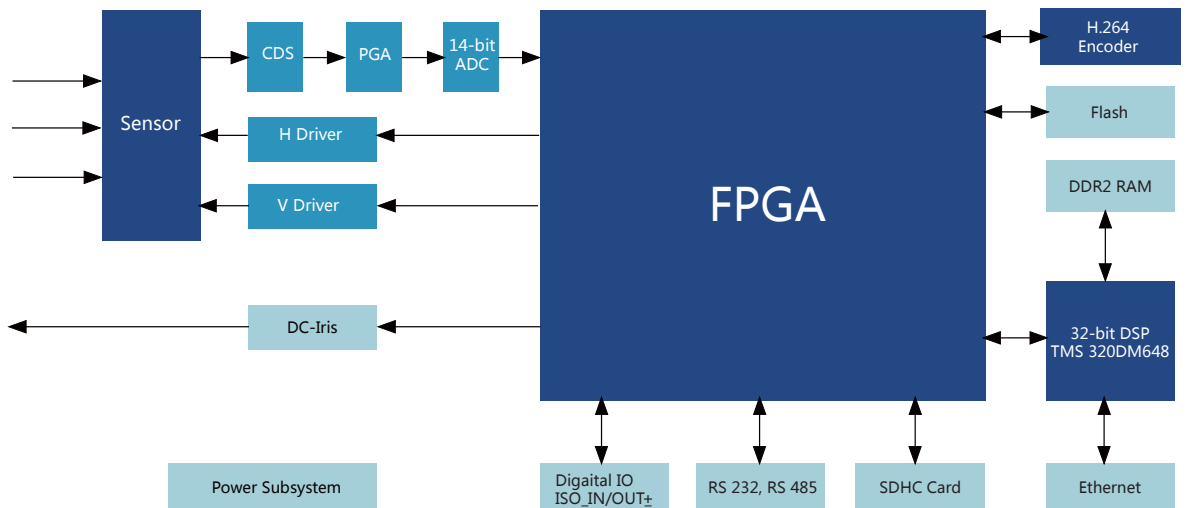 H.264
Encoder
CDS
PGA
14-bit
ADC
Flash
Sensor
H Driver
DDR2 RAM
V Driver
FPGA
DC-Iris
32-bit DSP
TMS 320DM648
Power Subsystem
Digaital IO
ISO_IN/OUT±
RS 232, RS 485
SDHC Card
Ethernet